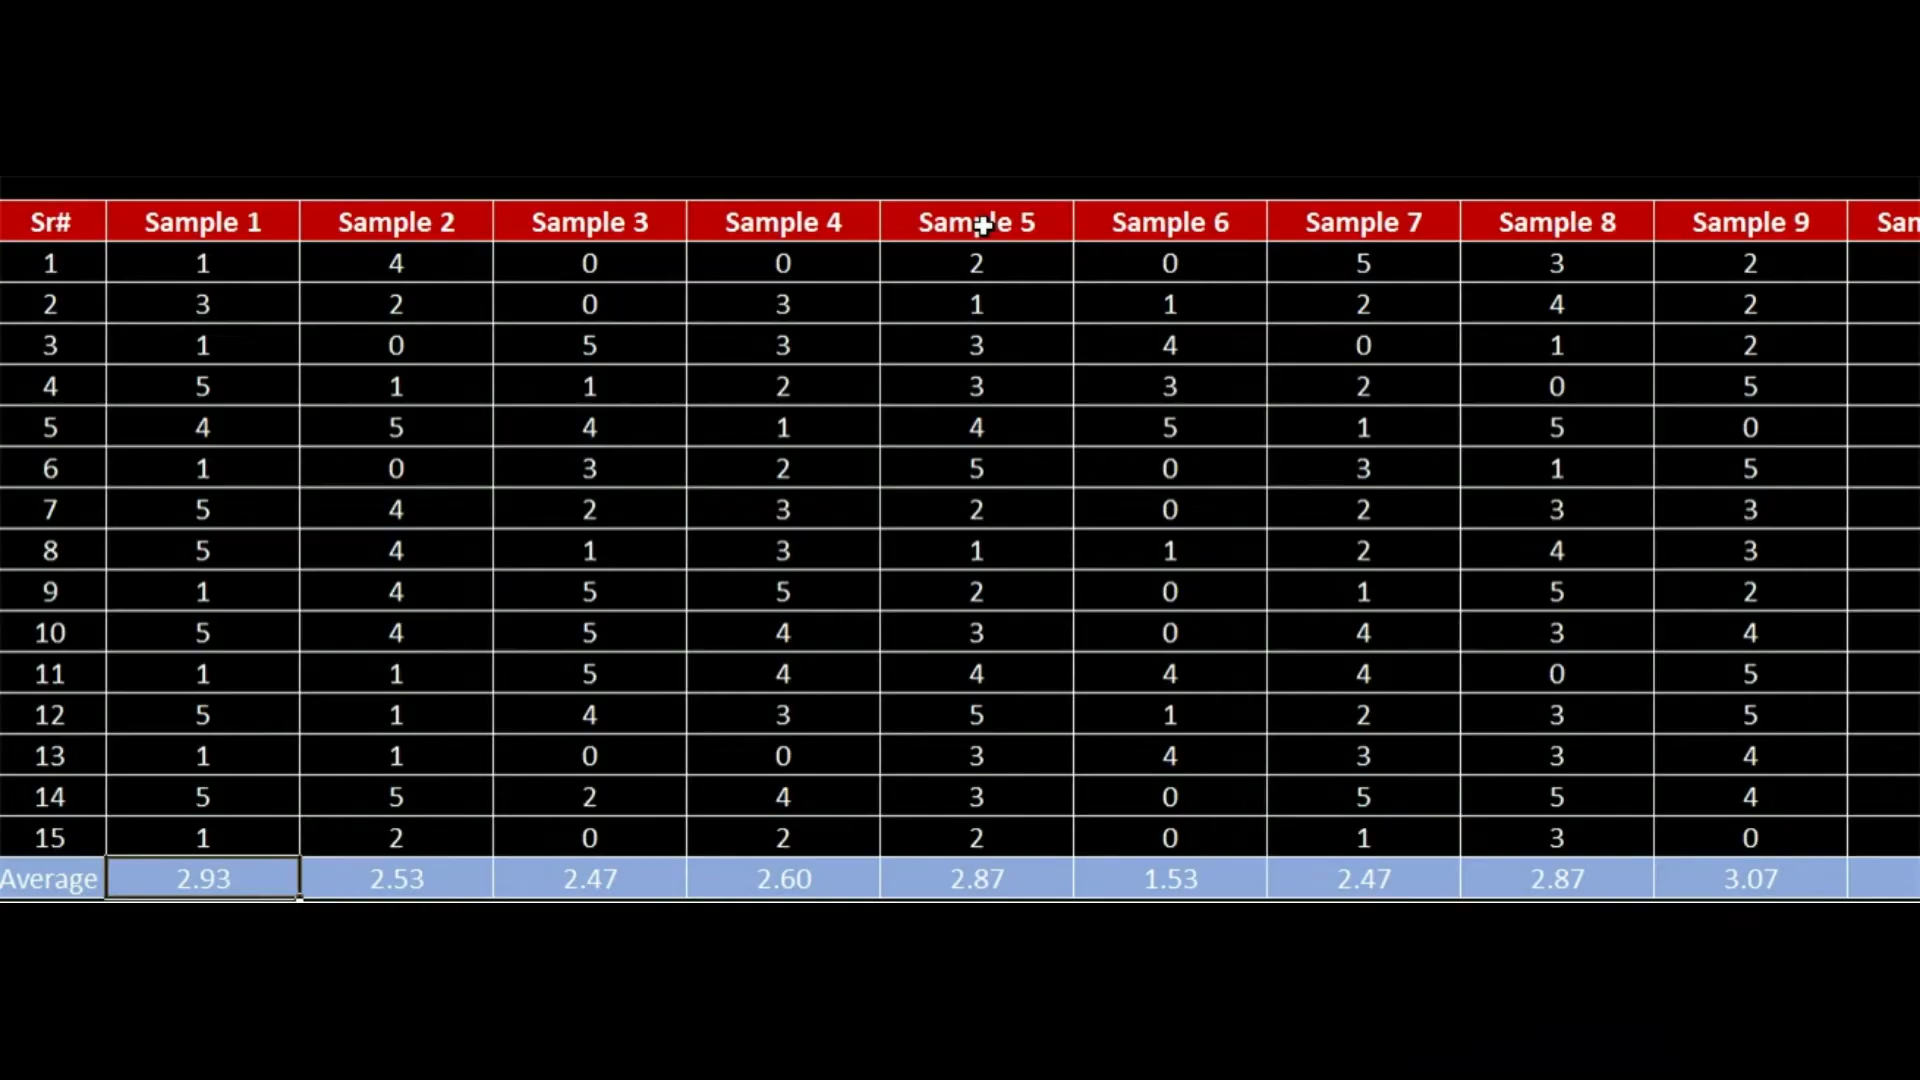 Sr# Sample 1 Sample 2 Sample 3 Sample 4 Sample 5 Sample 6 Sample 7 Sample 8 Sample 9
1 1 4 0 0 2 0 5 3 2
2 3 2 0 3 1 1 2 4 2
3 1 0 5 3 3 4 0 1 2
4 5 1 1 2 3 3 2 0 5
5 4 5 4 1 4 5 1 5 0
6 1 0 3 2 5 0 3 1 5
7 5 4 2 3 2 0 2 3 3
8 5 4 1 3 1 1 2 4 3
9 1 4 5 5 2 0 1 5 2
10 5 4 5 4 3 0 4 3 4
11 1 1 5 4 4 4 4 0 5
12 5 1 4 3 5 1 2 3 5
13 1 1 0 0 3 4 3 3 4
14 5 5 2 4 3 0 5 5 4
15 1 2 0 2 2 0 1 3 0
Average 2.93 2.53 2.47 2.60 2.87 1.53 2.47 2.87 3.07